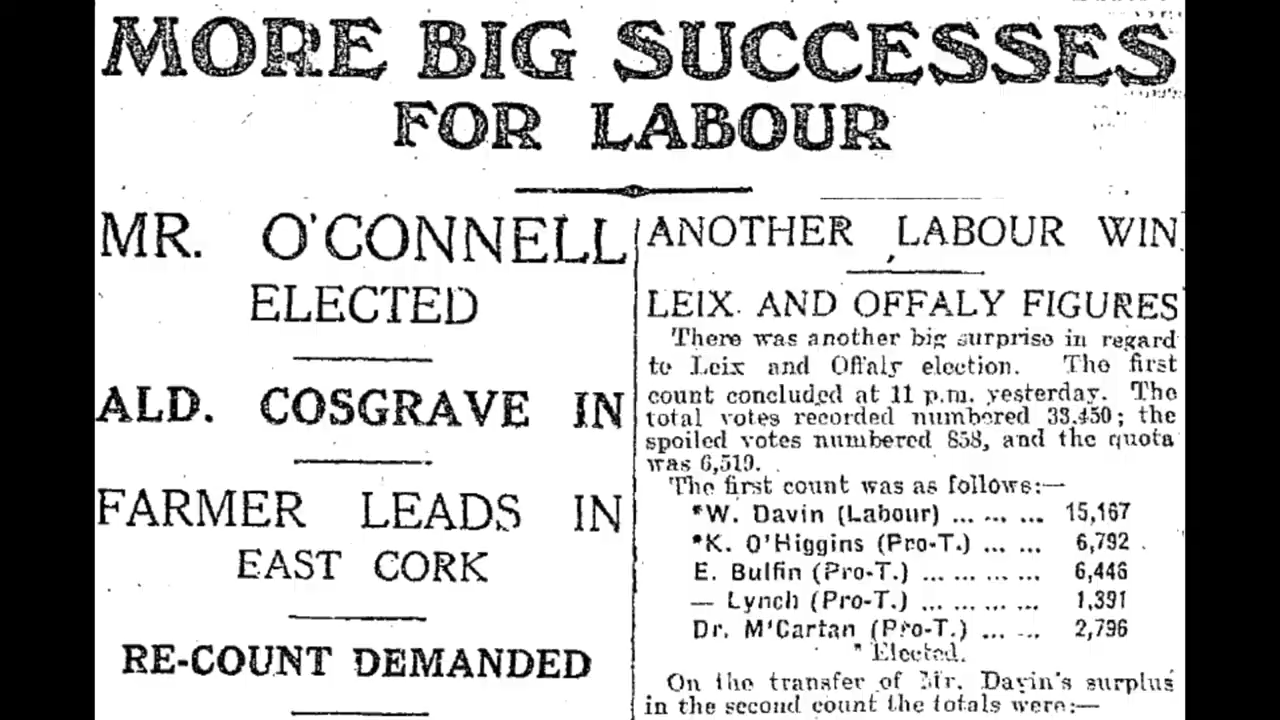 MORE BIG SUCCESSES
FOR LABOUR
MR. O'CONNELL
ELECTED
ALD. COSGRAVE IN
FARMER LEADS IN
EAST CORK
RE-COUNT DEMANDED
ANOTHER LABOUR WIN
LEIX AND OFFALY FIGURES
There was another big surprise in regard
to Leix and Offaly election. The first
count concluded at 11 p.m. yesterday. The
total votes recorded numbered 33,450; the
spoiled votes numbered 858, and the quota
was 6,519.
The first count was as follows:—
*W. Davin (Labour) ... ... ... 15,167
*K. O'Higgins (Pro-T.) ... ... 6,792
E. Bulfin (Pro-T.) ... ... ... ... 6,446
— Lynch (Pro-T.) ... ... ... ... 1,391
Dr. M'Cartan (Pro-T.) ... ... 2,796
* Elected.
On the transfer of Mr. Davin's surplus
in the second count the totals were:—